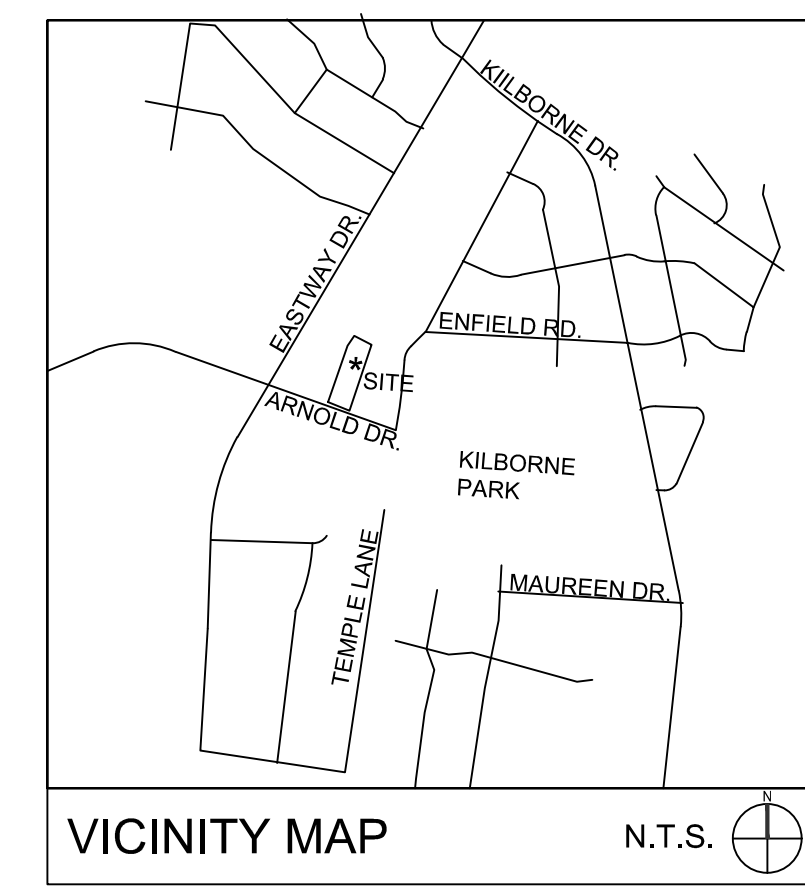 KIILBORNE DR.
EASTWAY DR.
ENFIELD RD.
* SITE
ARNOLD DR.
KILBORNE
PARK
TEMPLE LANE
MAUREEN DR.
VICINITY MAP
N.T.S.
N